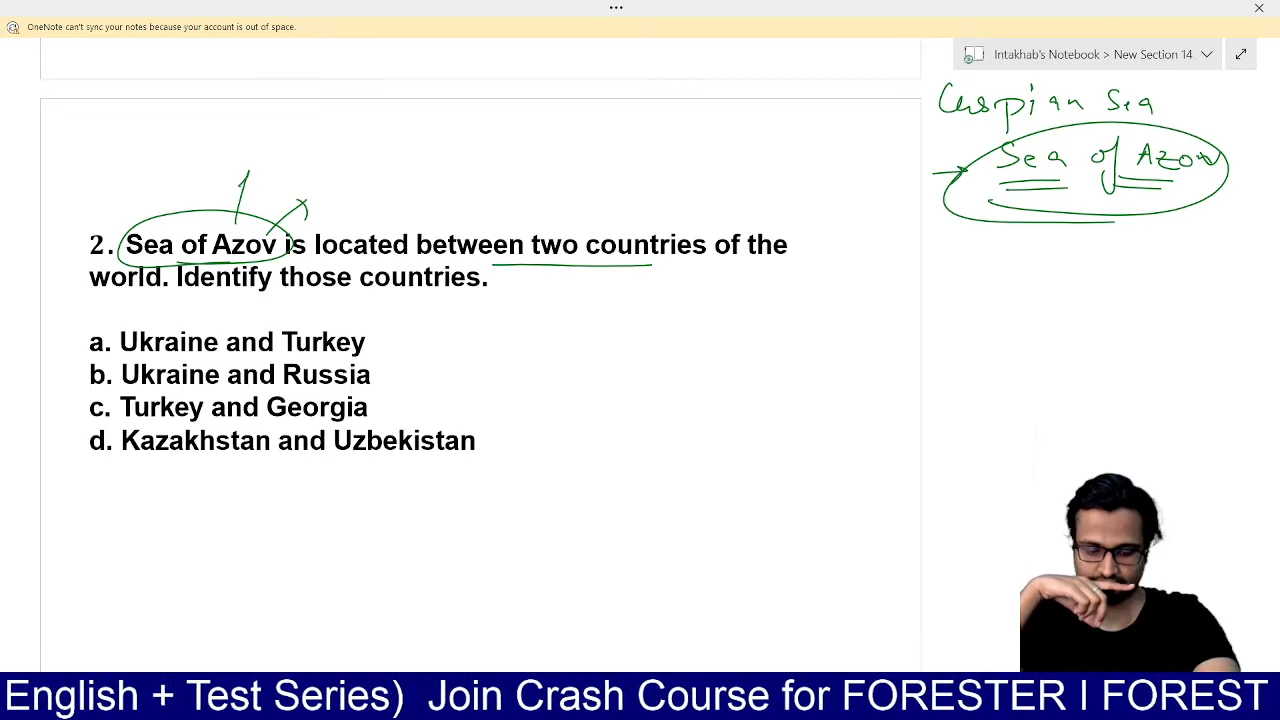 OneNote can't sync your notes because your account is out of space.
Intakhab's Notebook > New Section 14
Caspian Sea
Sea of Azov
2. Sea of Azov is located between two countries of the
world. Identify those countries.
a. Ukraine and Turkey
b. Ukraine and Russia
c. Turkey and Georgia
d. Kazakhstan and Uzbekistan
English + Test Series) Join Crash Course for FORESTER I FOREST